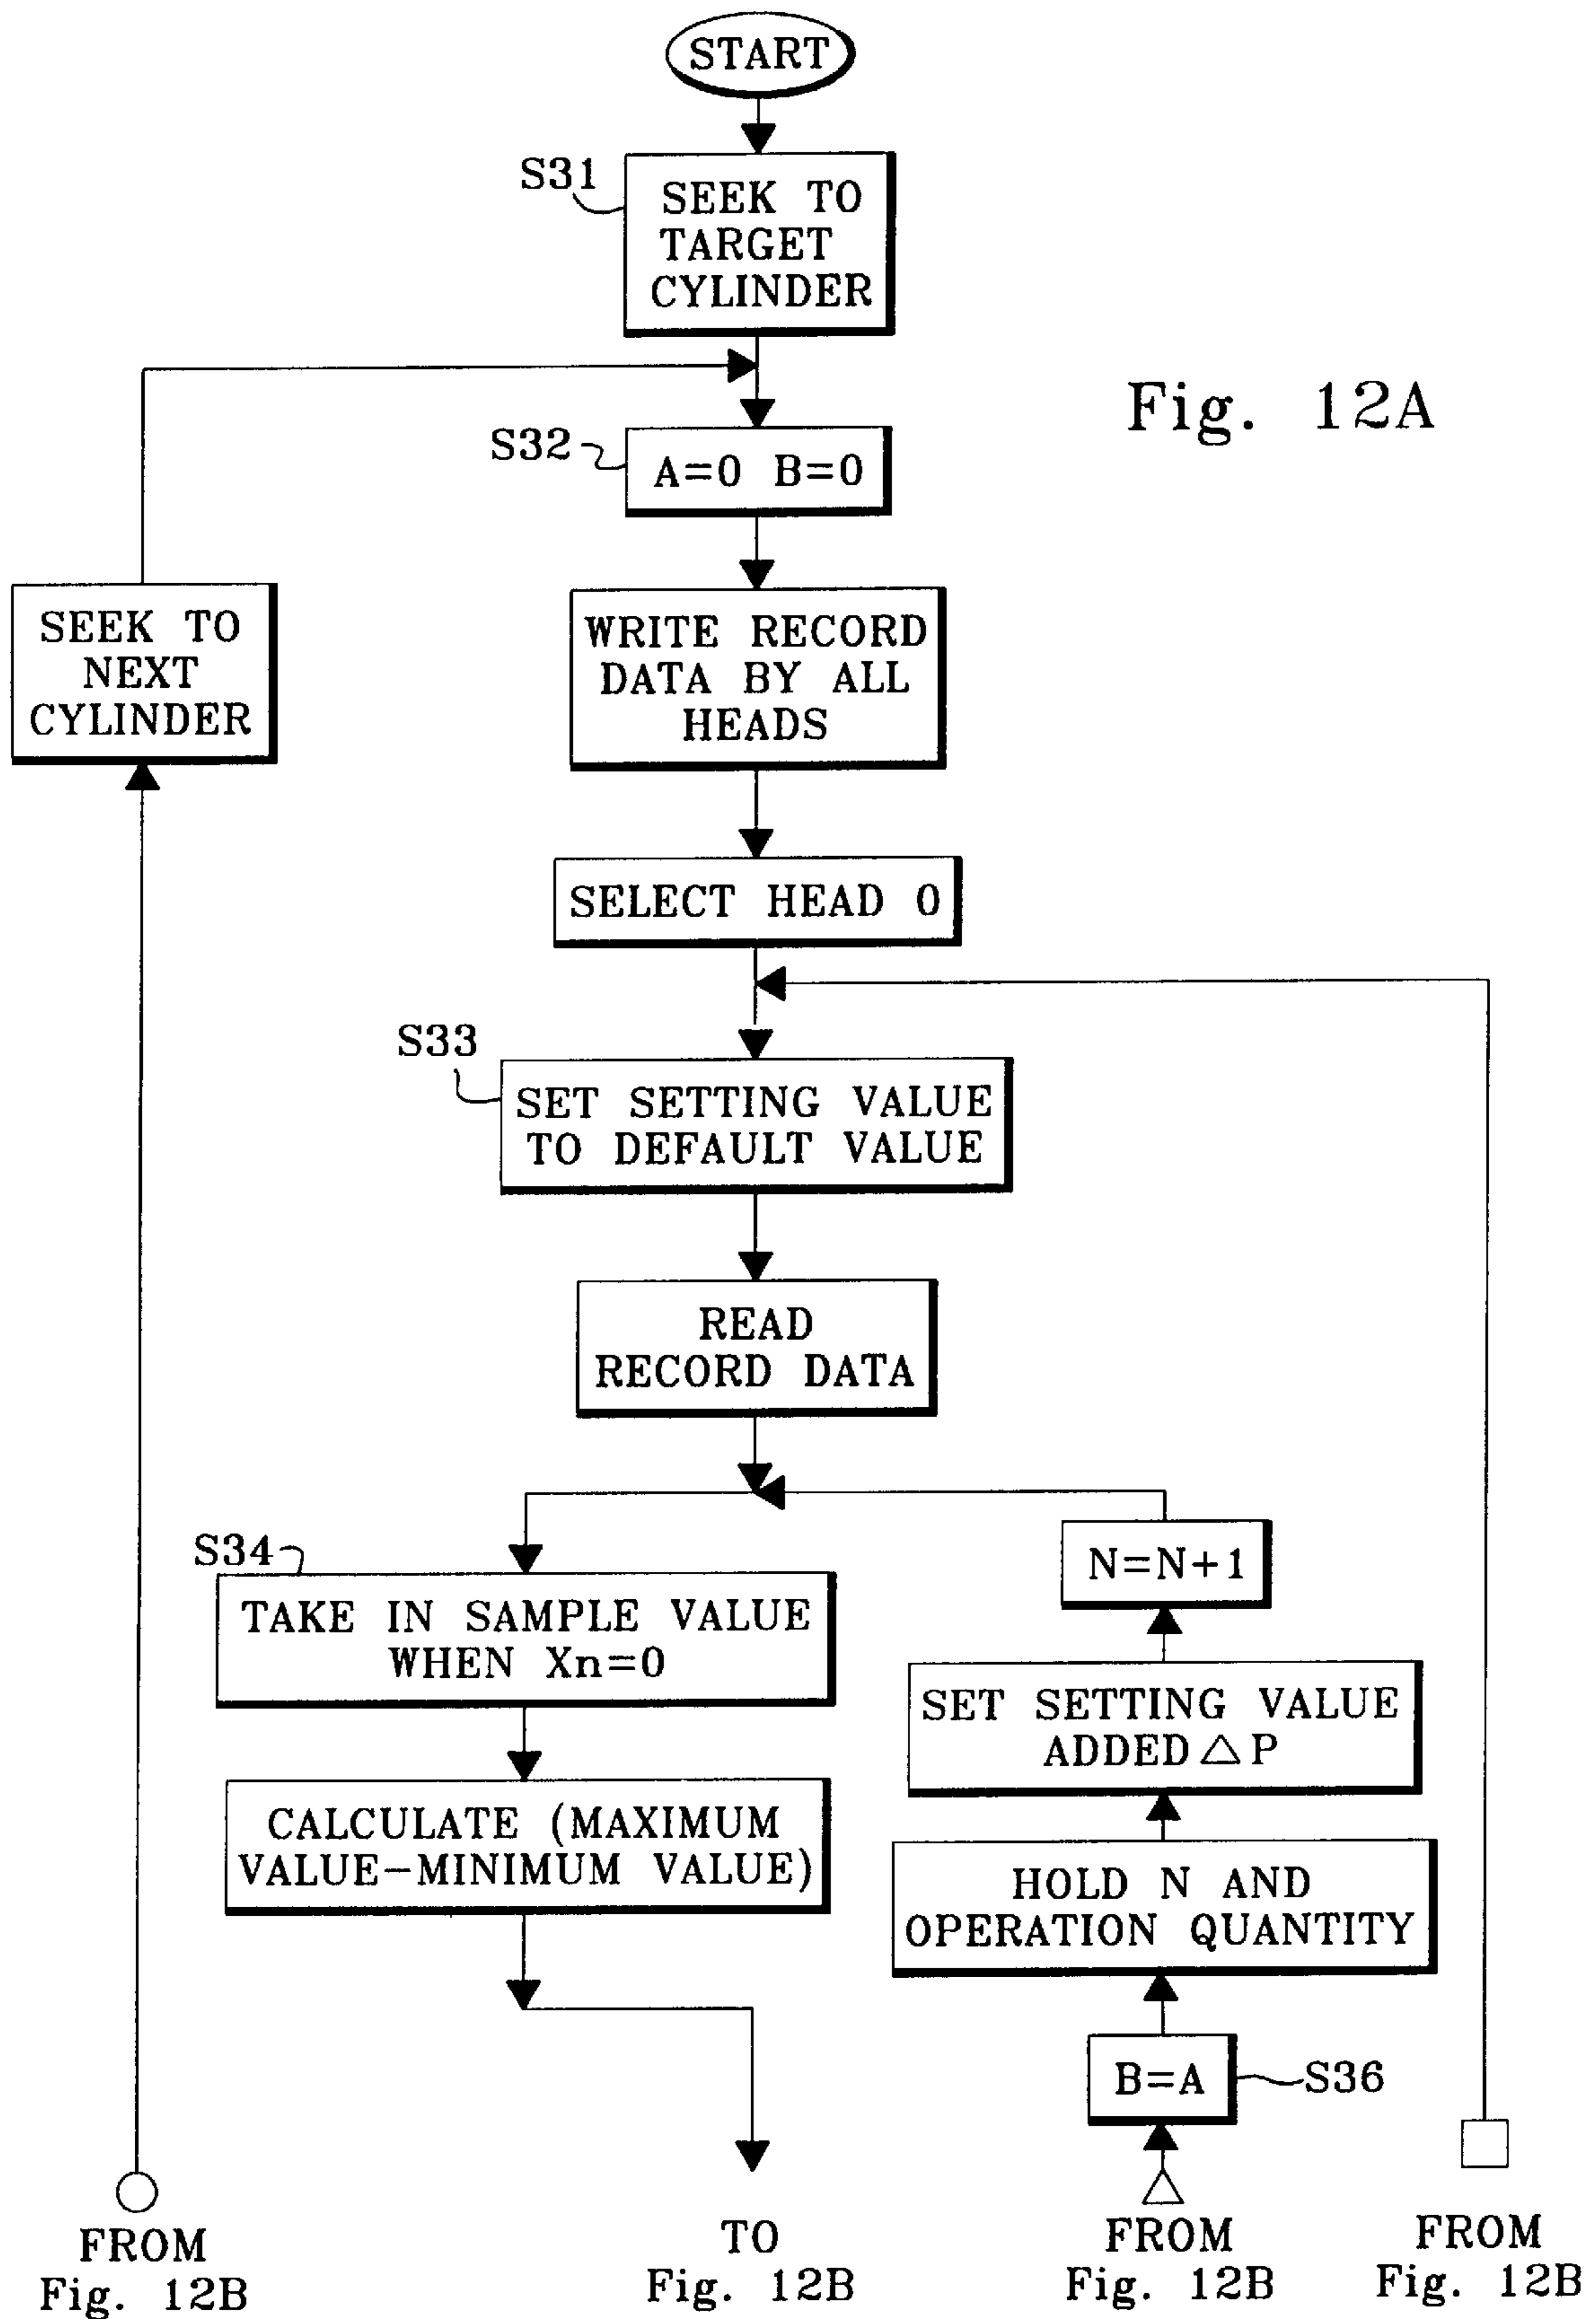 START
S31
SEEK TO
TARGET
CYLINDER
Fig. 12A
S32
A=0 B=0
SEEK TO
NEXT
CYLINDER
WRITE RECORD
DATA BY ALL
HEADS
SELECT HEAD 0
S33
SET SETTING VALUE
TO DEFAULT VALUE
READ
RECORD DATA
S34
TAKE IN SAMPLE VALUE
WHEN Xn=0
N=N+1
SET SETTING VALUE
ADDED △P
CALCULATE (MAXIMUM
VALUE-MINIMUM VALUE)
HOLD N AND
OPERATION QUANTITY
B=A
S36
FROM
Fig. 12B
TO
Fig. 12B
FROM
Fig. 12B
FROM
Fig. 12B